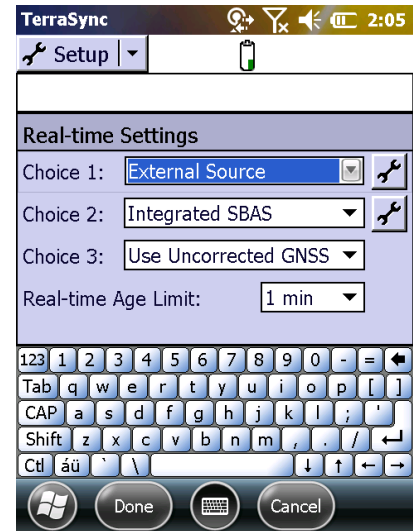 TerraSync 2:05
Setup
Real-time Settings
Choice 1: External Source
Choice 2: Integrated SBAS
Choice 3: Use Uncorrected GNSS
Real-time Age Limit: 1 min
123 1 2 3 4 5 6 7 8 9 0 - =
Tab q w e r t y u i o p [ ]
CAP a s d f g h j k l ; '
Shift z x c v b n m , . /
Ctl áü ` \
Done Cancel